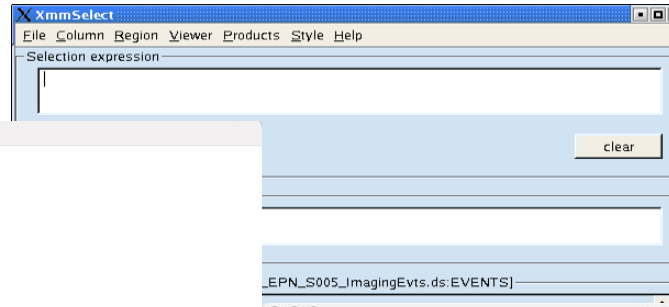 XmmSelect
File Column Region Viewer Products Style Help
Selection expression
clear
_EPN_S005_ImagingEvts.ds:EVENTS]